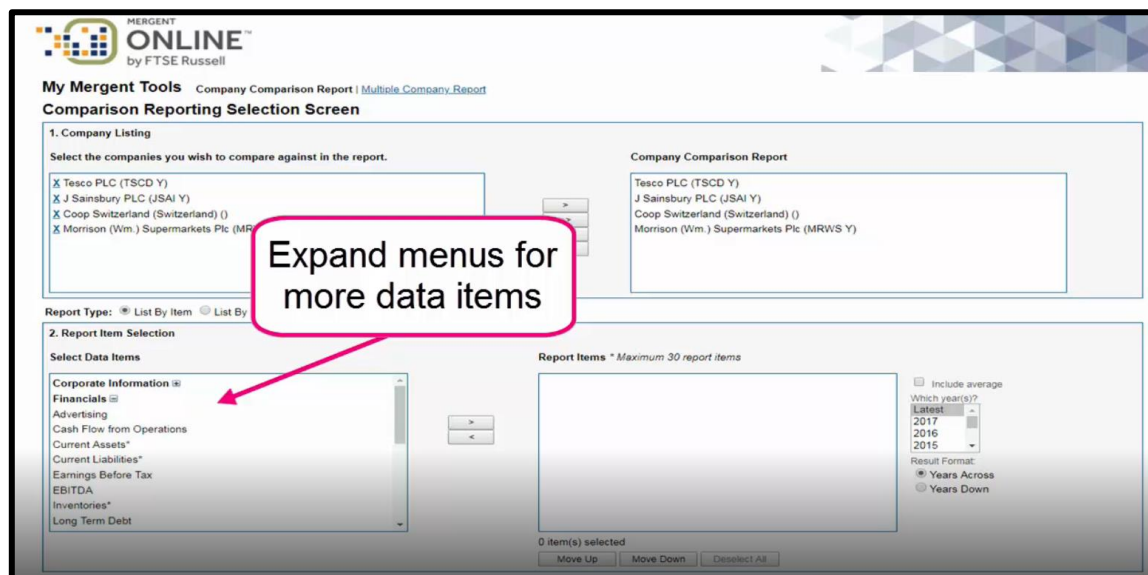 MERGENT
ONLINE™
by FTSE Russell
My Mergent Tools Company Comparison Report | Multiple Company Report
Comparison Reporting Selection Screen
1. Company Listing
Select the companies you wish to compare against in the report.
Company Comparison Report
X Tesco PLC (TSCD Y)
X J Sainsbury PLC (JSAI Y)
X Coop Switzerland (Switzerland) ()
X Morrison (Wm.) Supermarkets Plc
>
Tesco PLC (TSCD Y)
J Sainsbury PLC (JSAI Y)
Coop Switzerland (Switzerland) ()
Morrison (Wm.) Supermarkets Plc (MRWS Y)
Expand menus for
more data items
Report Type: List By Item List By
2. Report Item Selection
Select Data Items
Report Items * Maximum 30 report items
Corporate Information
Financials
Advertising
Cash Flow from Operations
Current Assets*
Current Liabilities*
Earnings Before Tax
EBITDA
Inventories*
Long Term Debt
>
<
Include average
Which year(s)?
Latest
2017
2016
2015
Result Format:
Years Across
Years Down
0 item(s) selected
Move Up Move Down Deselect All